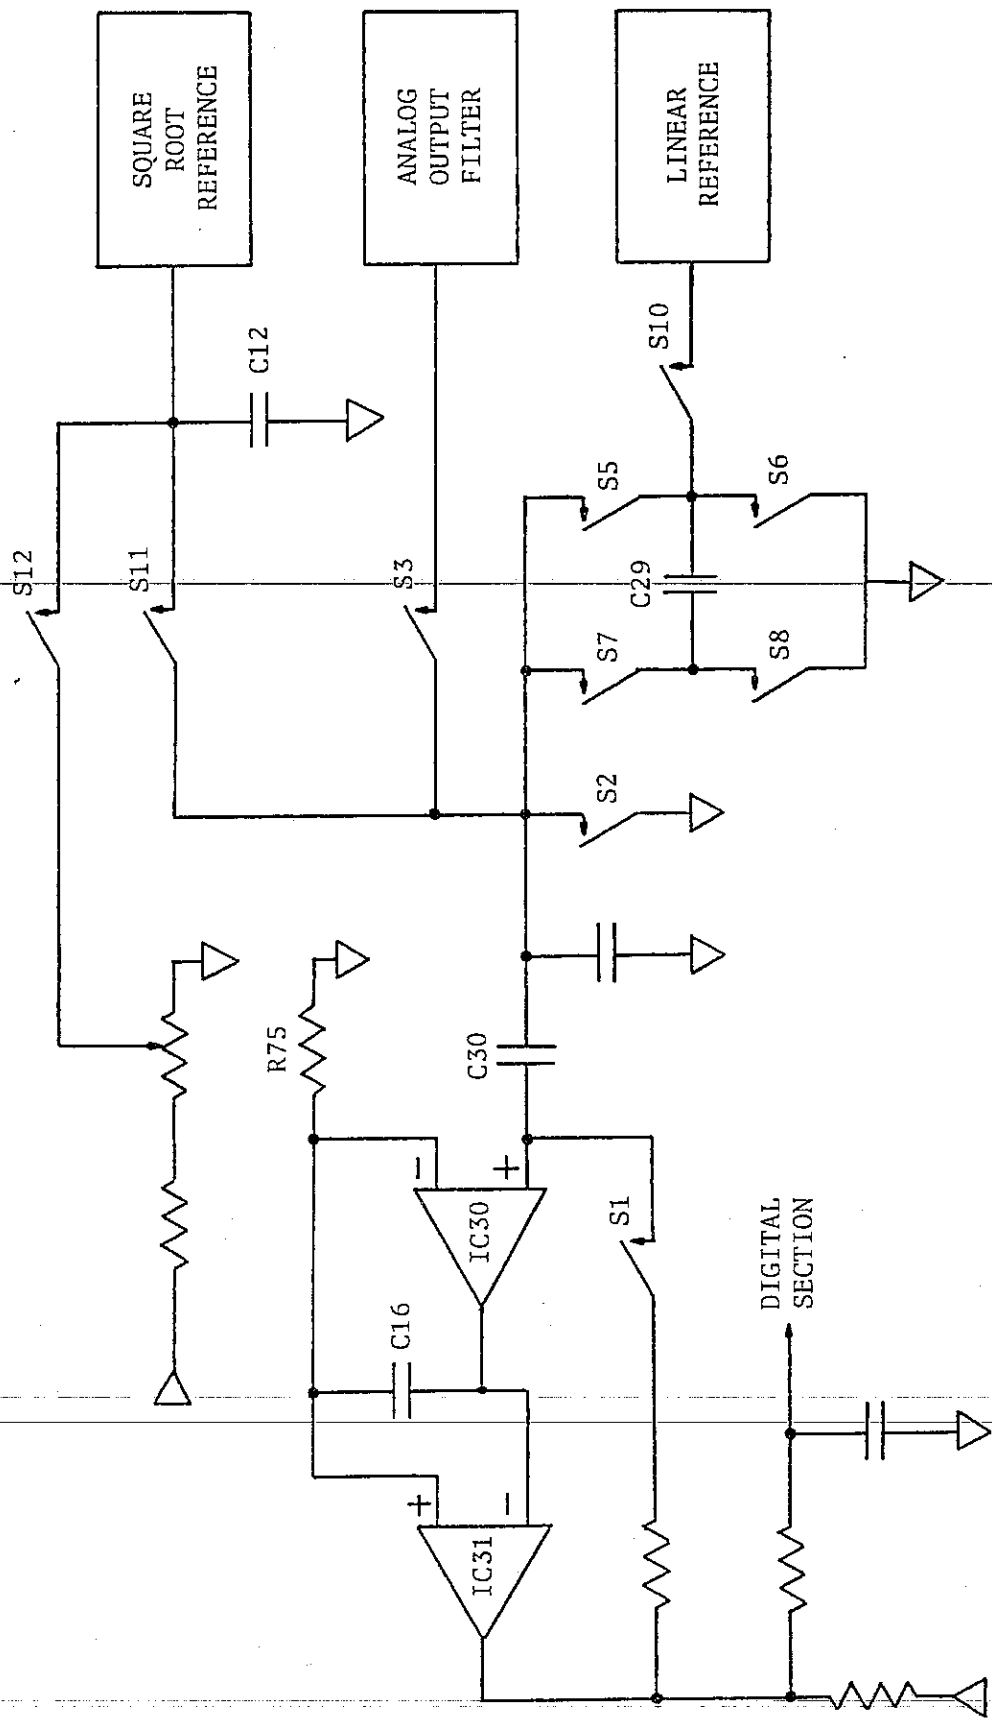 SQUARE
ROOT
REFERENCE
ANALOG
OUTPUT
FILTER
LINEAR
REFERENCE
S12
S11
S3
C12
S10
S5
S6
C29
S7
S8
S2
R75
C30
−
+
IC30
C16
S1
+
−
IC31
DIGITAL
SECTION